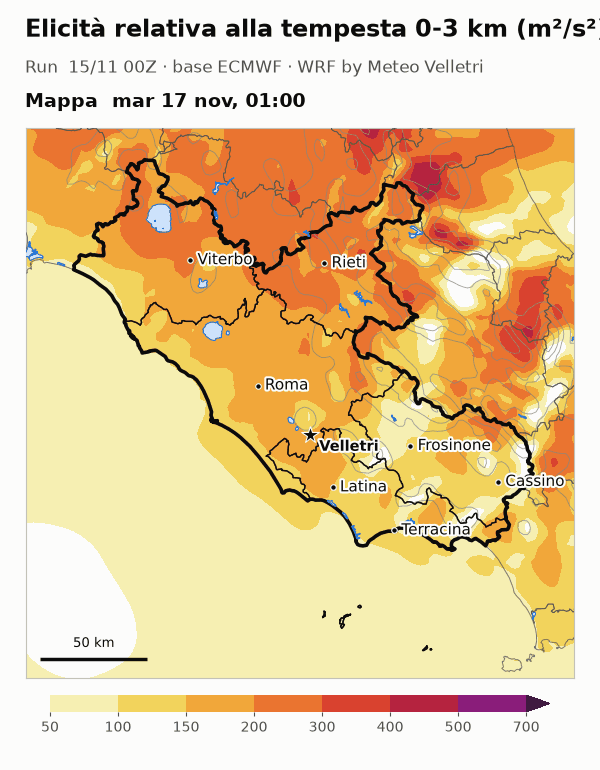 Elicità relativa alla tempesta 0-3 km (m²/s²)
Run  15/11 00Z · base ECMWF · WRF by Meteo Velletri
Mappa  mar 17 nov, 01:00
Viterbo
Rieti
Roma
Velletri
Frosinone
Latina
Cassino
Terracina
50 km
50 100 150 200 300 400 500 700